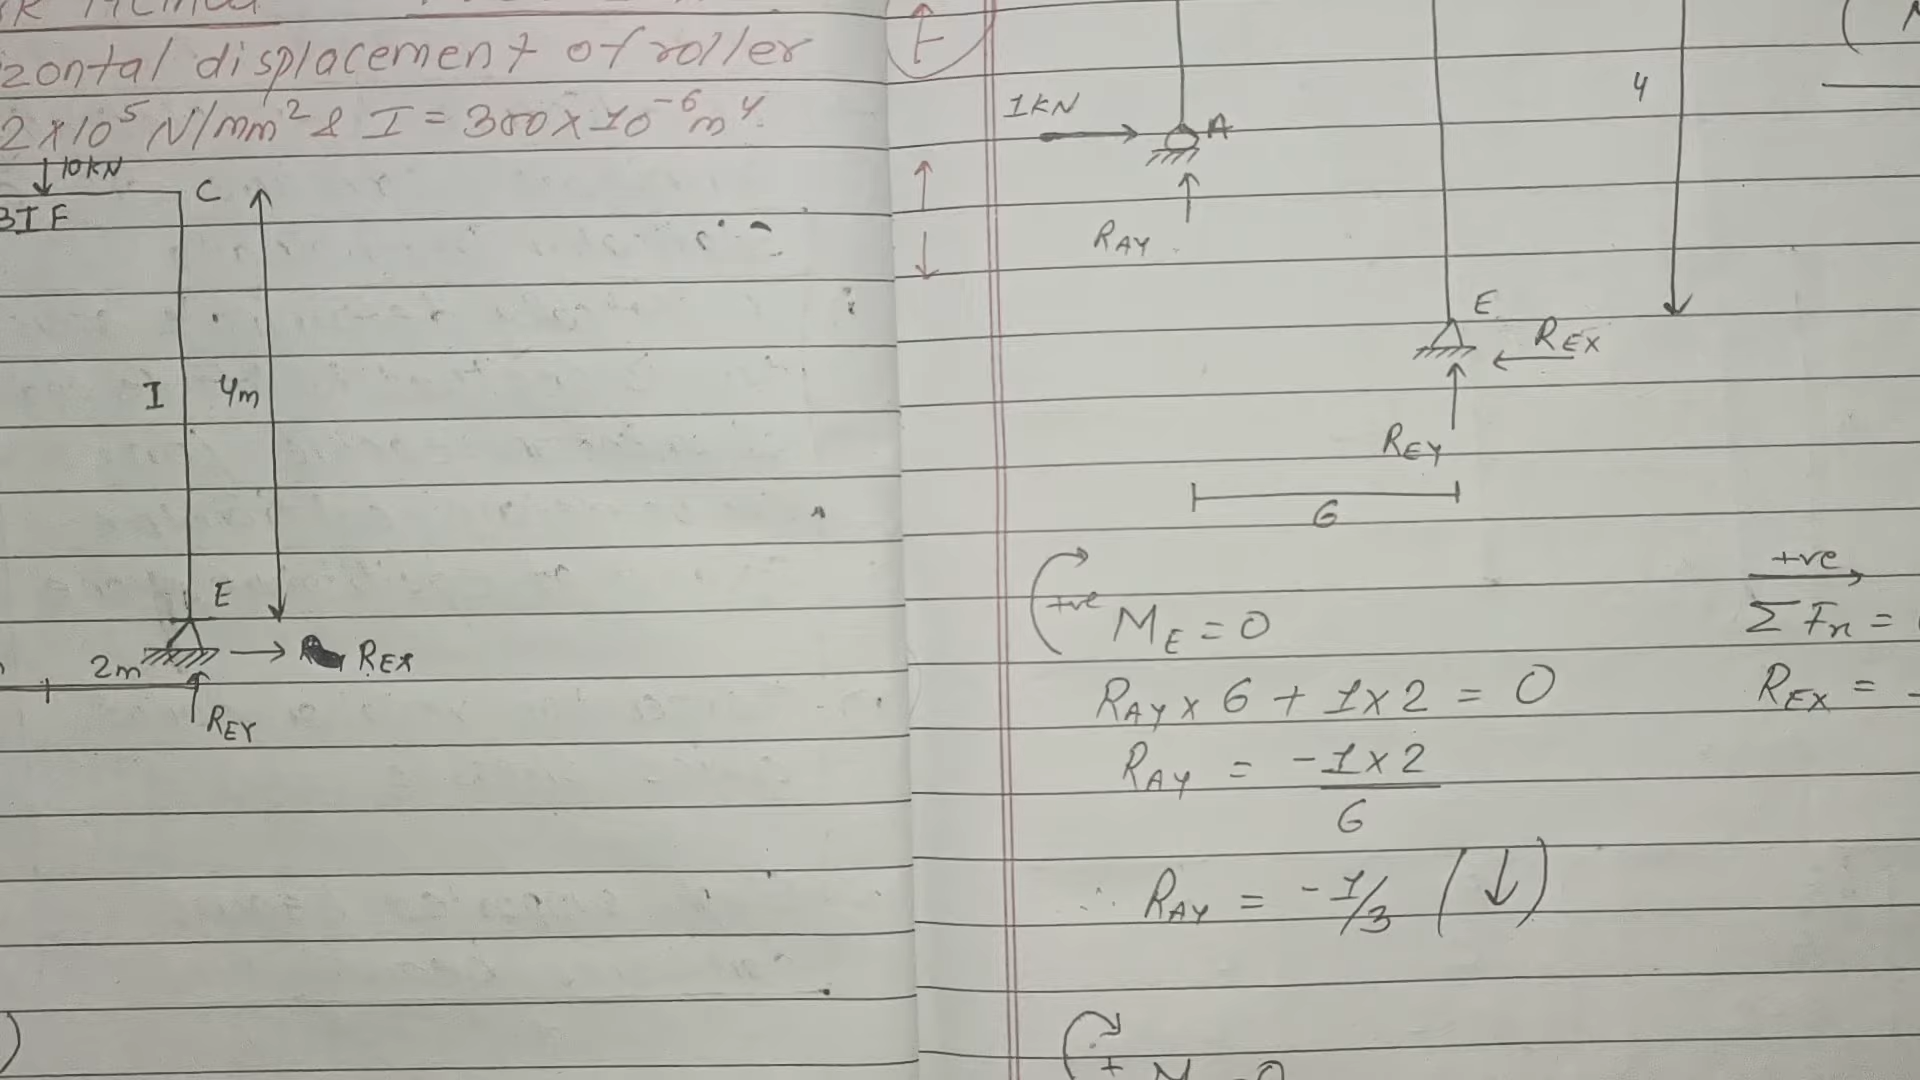 zontal displacement of roller
2×10⁵ N/mm² & I = 300×10⁻⁶m⁴.
↓10KN
C
3I F
I
4m
E
→ REX
2m
REY
1KN
A
RAY
4
E
REX
REY
6
+ve ME = 0
RAY × 6 + 1×2 = 0
RAY = -1×2
6
∴ RAY = -1/3 (↓)
+ve
ΣFx =
REX = -
+